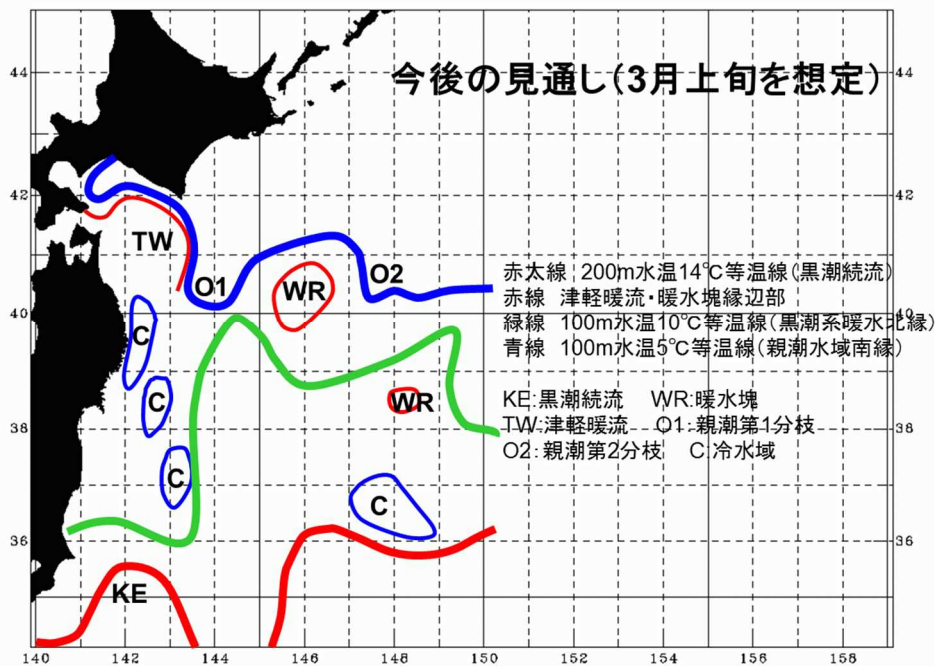 今後の見通し(3月上旬を想定)
44
44
42
42
TW
O1
O2
WR
赤太線 200m水温14℃等温線(黒潮続流)
赤線 津軽暖流・暖水塊縁辺部
40
40
緑線 100m水温10℃等温線(黒潮系暖水北縁)
青線 100m水温5℃等温線(親潮水域南縁)
C
C
WR
KE:黒潮続流 WR:暖水塊
TW:津軽暖流 O1:親潮第1分枝
38
38
O2:親潮第2分枝 C:冷水域
C
C
36
36
KE
140 142 144 146 148 150 152 154 156 158